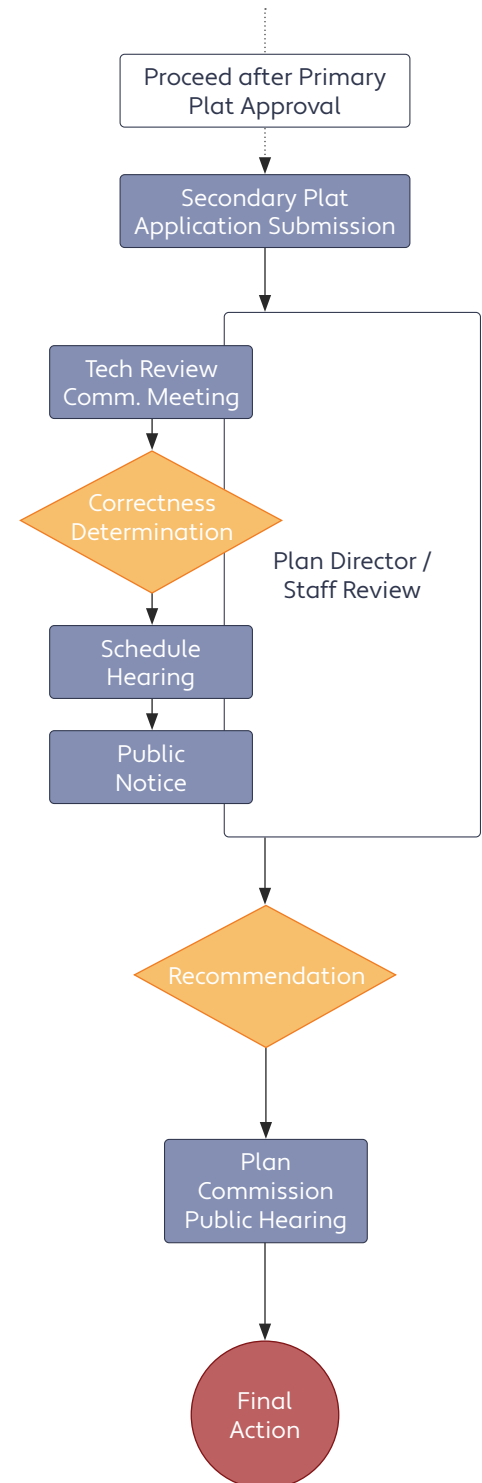 Proceed after Primary
Plat Approval
Secondary Plat
Application Submission
Tech Review
Comm. Meeting
Correctness
Determination
Plan Director /
Staff Review
Schedule
Hearing
Public
Notice
Recommendation
Plan
Commission
Public Hearing
Final
Action